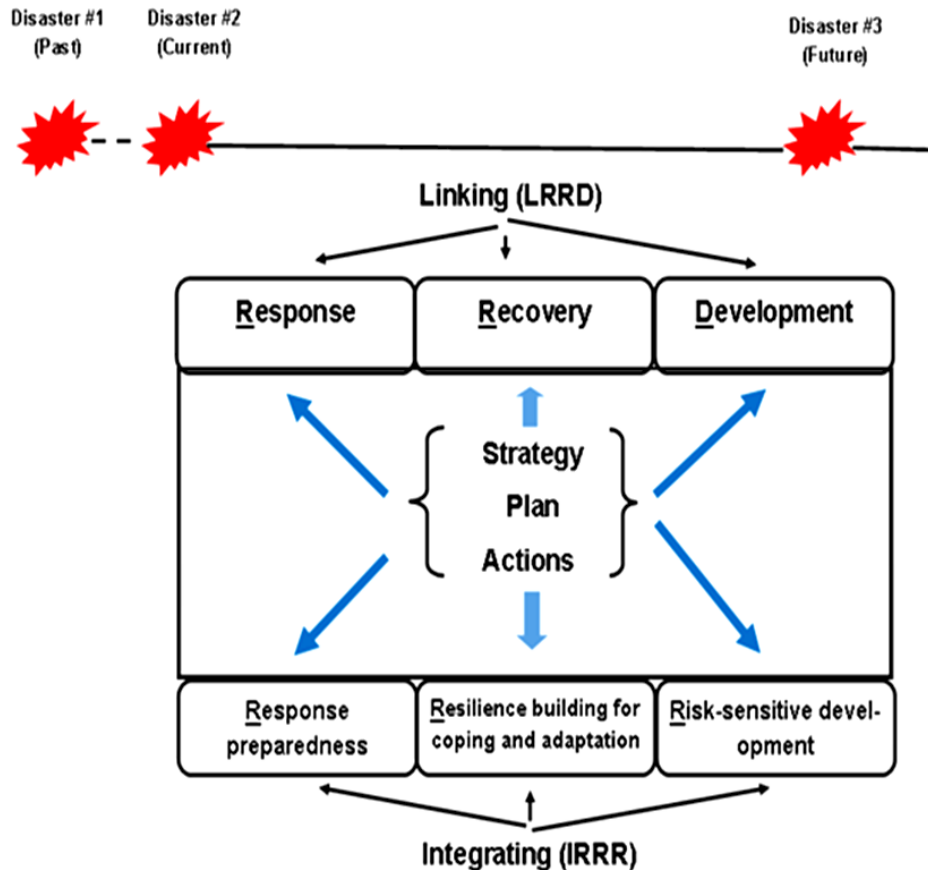 Disaster #1
(Past)
Disaster #2
(Current)
Disaster #3
(Future)
Linking (LRRD)
Response
Recovery
Development
Strategy
Plan
Actions
Response
preparedness
Resilience building for
coping and adaptation
Risk-sensitive devel-
opment
Integrating (IRRR)